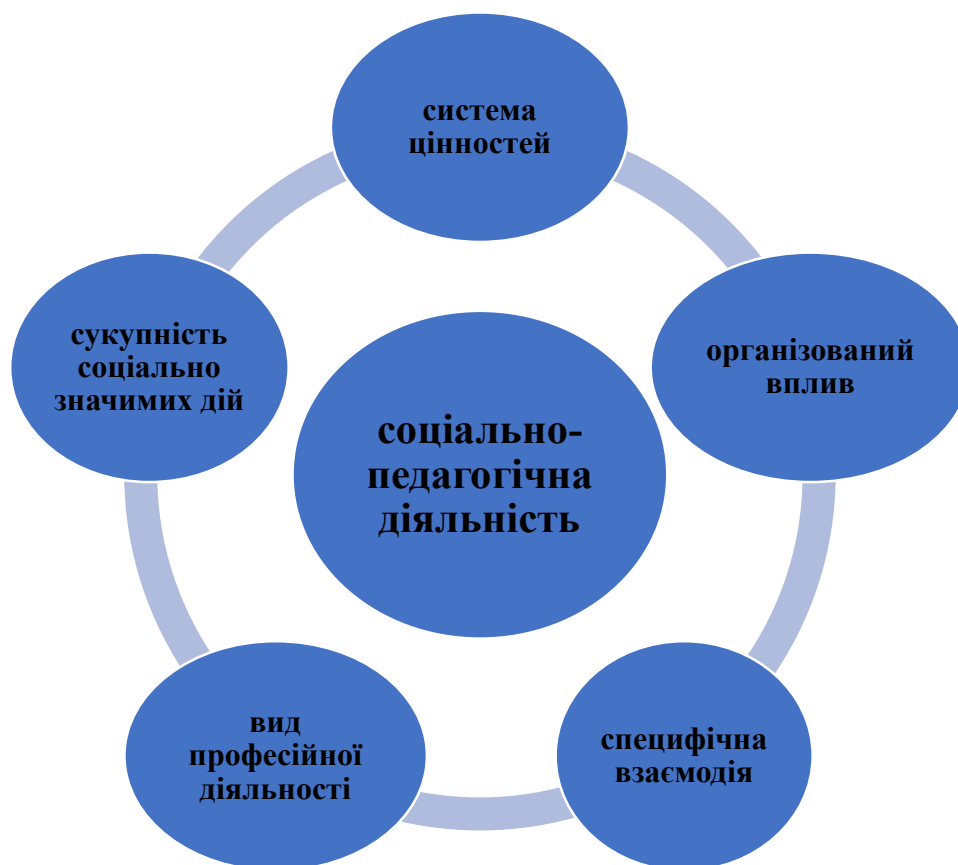 система
цінностей
організований
вплив
специфічна
взаємодія
вид
професійної
діяльності
сукупність
соціально
значимих дій
соціально-
педагогічна
діяльність